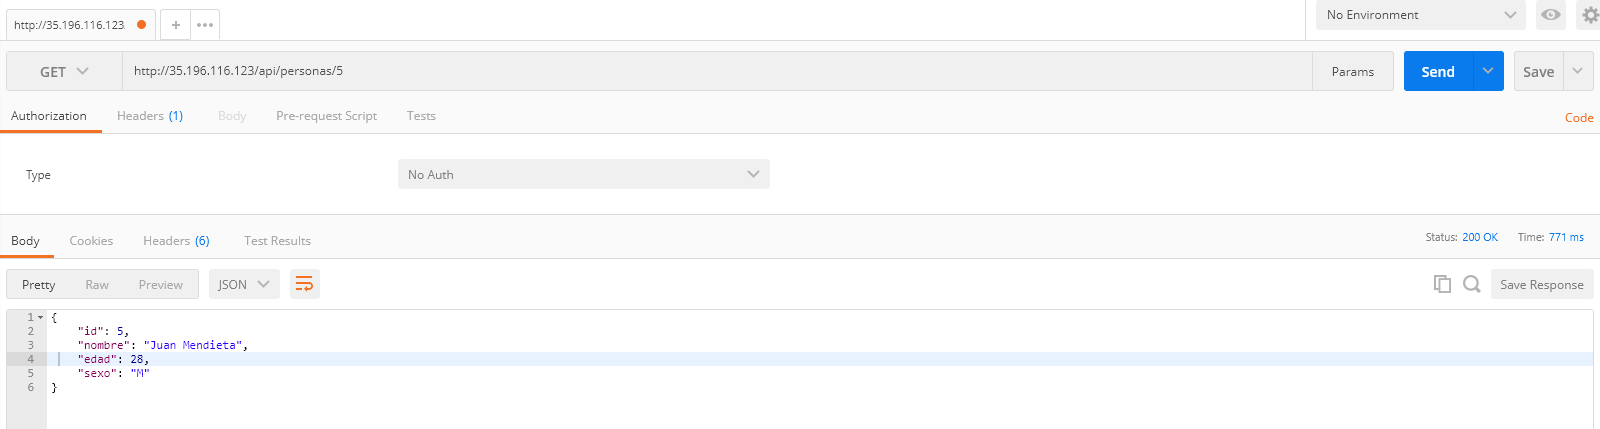 http://35.196.116.123. + ••• No Environment
GET http://35.196.116.123/api/personas/5 Params Send Save
Authorization Headers (1) Body Pre-request Script Tests Code
Type No Auth
Body Cookies Headers (6) Test Results Status: 200 OK Time: 771 ms
Pretty Raw Preview JSON Save Response
1 {
2 "id": 5,
3 "nombre": "Juan Mendieta",
4 "edad": 28,
5 "sexo": "M"
6 }